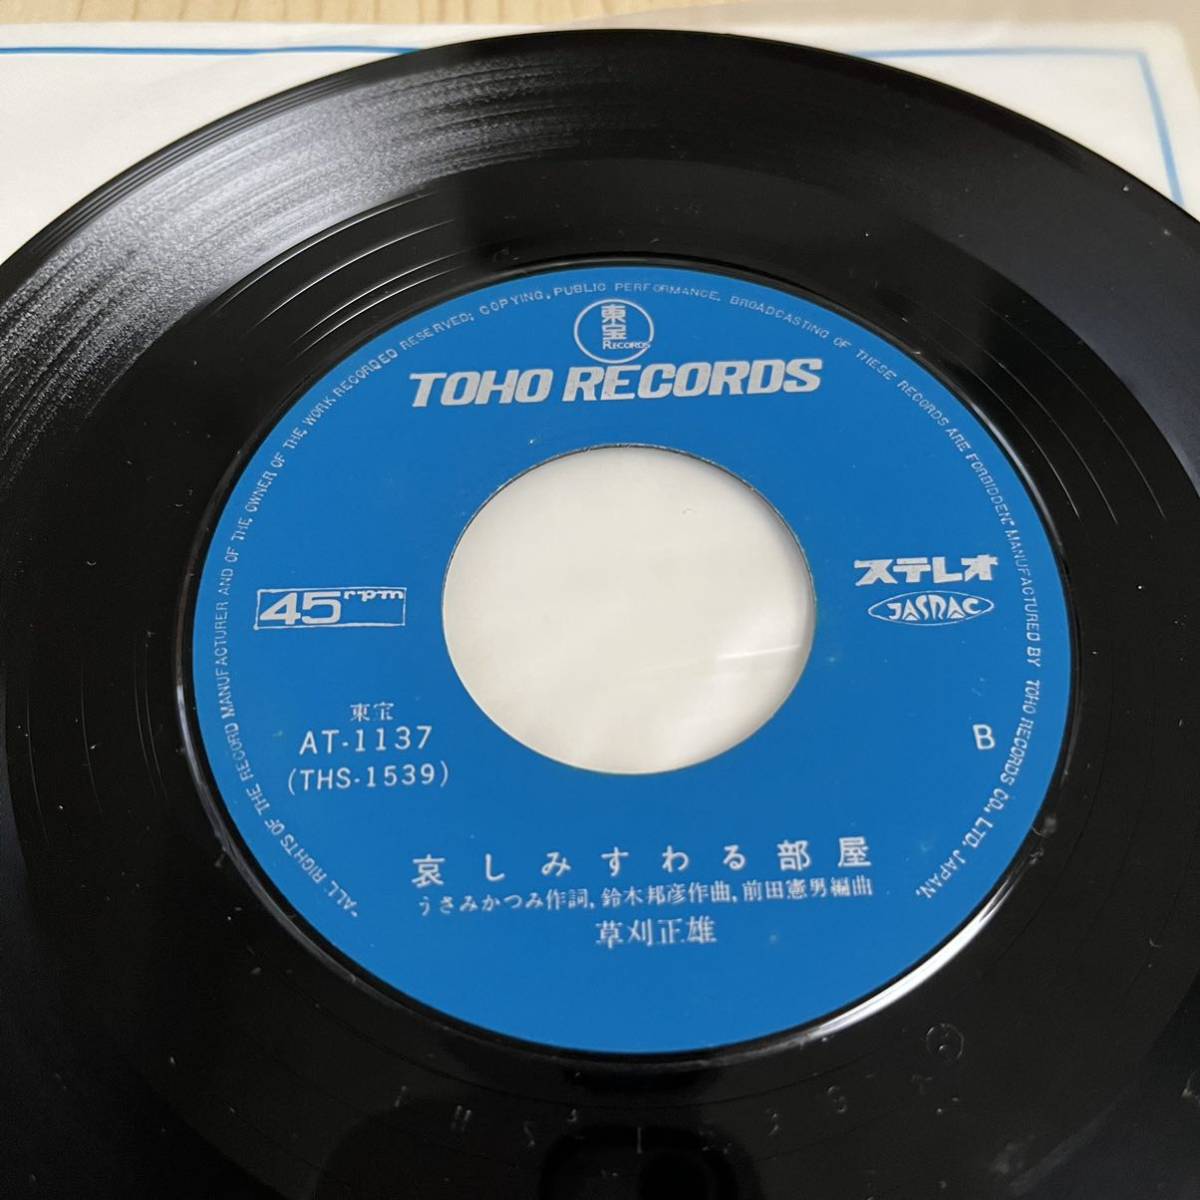 "ALL RIGHTS OF THE RECORD MANUFACTURER AND OF THE OWNER OF THE WORK RECORDED RESERVED; COPYING, PUBLIC PERFORMANCE, BROADCASTING OF THESE RECORDS ARE FORBIDDEN." MANUFACTURED BY TOHO RECORDS CO., LTD. JAPAN.
東宝
RECORDS
TOHO RECORDS
45 rpm
ステレオ
JASRAC
東宝
AT-1137
(THS-1539)
B
哀しみすわる部屋
うさみかつみ作詞, 鈴木邦彦作曲, 前田憲男編曲
草刈正雄